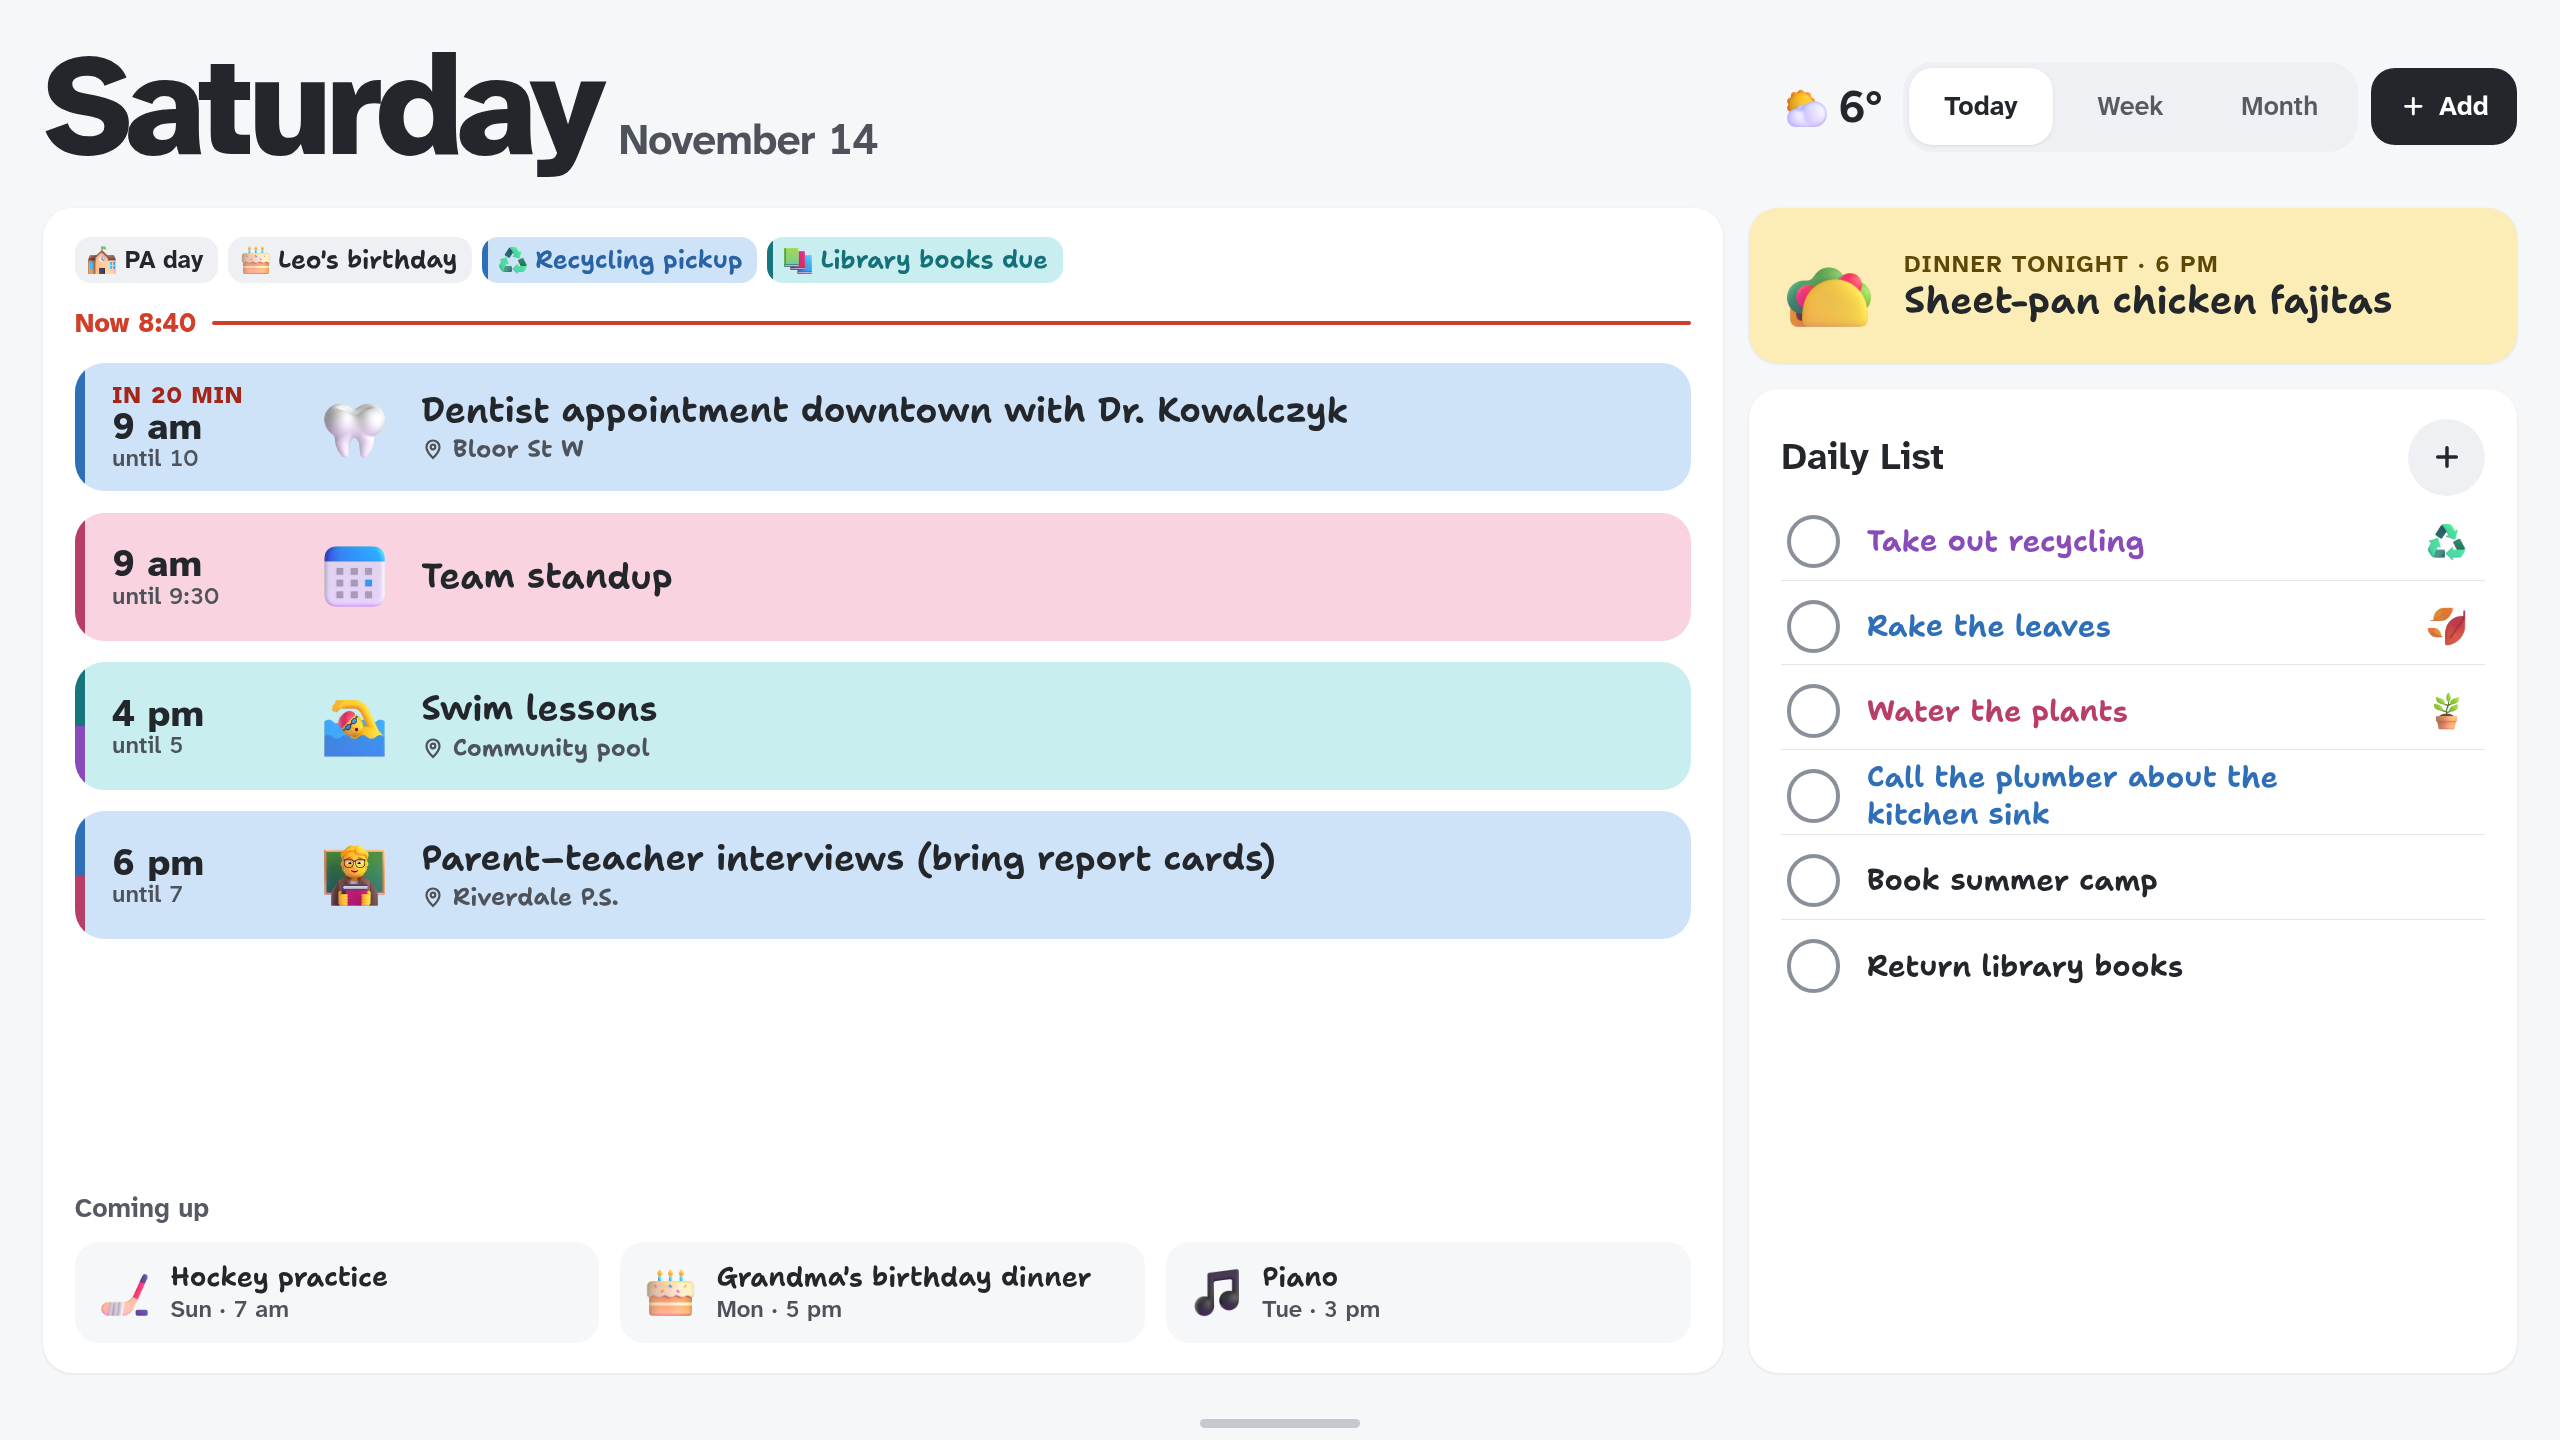 Saturday November 14
6°
Today
Week
Month
+ Add
PA day
Leo's birthday
Recycling pickup
Library books due
Now 8:40
IN 20 MIN
9 am
until 10
Dentist appointment downtown with Dr. Kowalczyk
Bloor St W
9 am
until 9:30
Team standup
4 pm
until 5
Swim lessons
Community pool
6 pm
until 7
Parent–teacher interviews (bring report cards)
Riverdale P.S.
Coming up
Hockey practice
Sun · 7 am
Grandma's birthday dinner
Mon · 5 pm
Piano
Tue · 3 pm
DINNER TONIGHT · 6 PM
Sheet-pan chicken fajitas
Daily List
+
Take out recycling
Rake the leaves
Water the plants
Call the plumber about the
kitchen sink
Book summer camp
Return library books